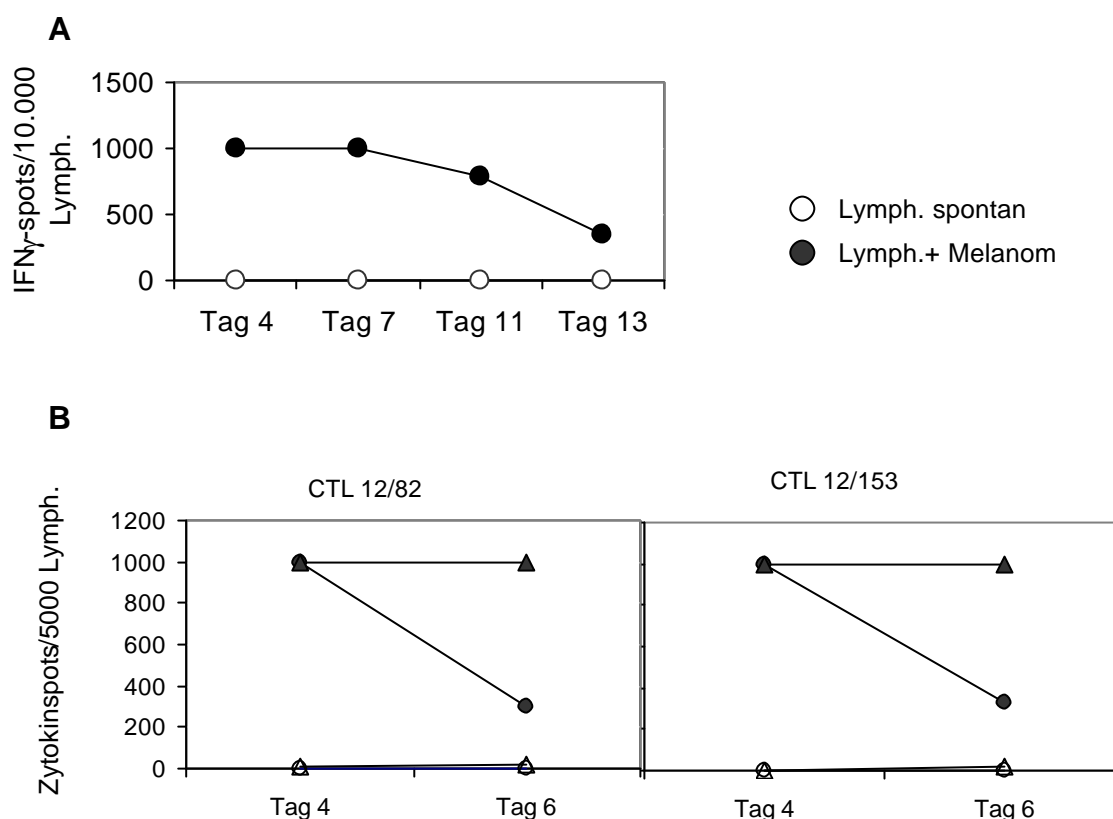 A
IFNγ-spots/10.000
Lymph.
1500
1000
500
0
Tag 4 Tag 7 Tag 11 Tag 13
Lymph. spontan
Lymph.+ Melanom
B
Zytokinspots/5000 Lymph.
CTL 12/82
CTL 12/153
1200
1000
800
600
400
200
0
Tag 4 Tag 6
Tag 4 Tag 6